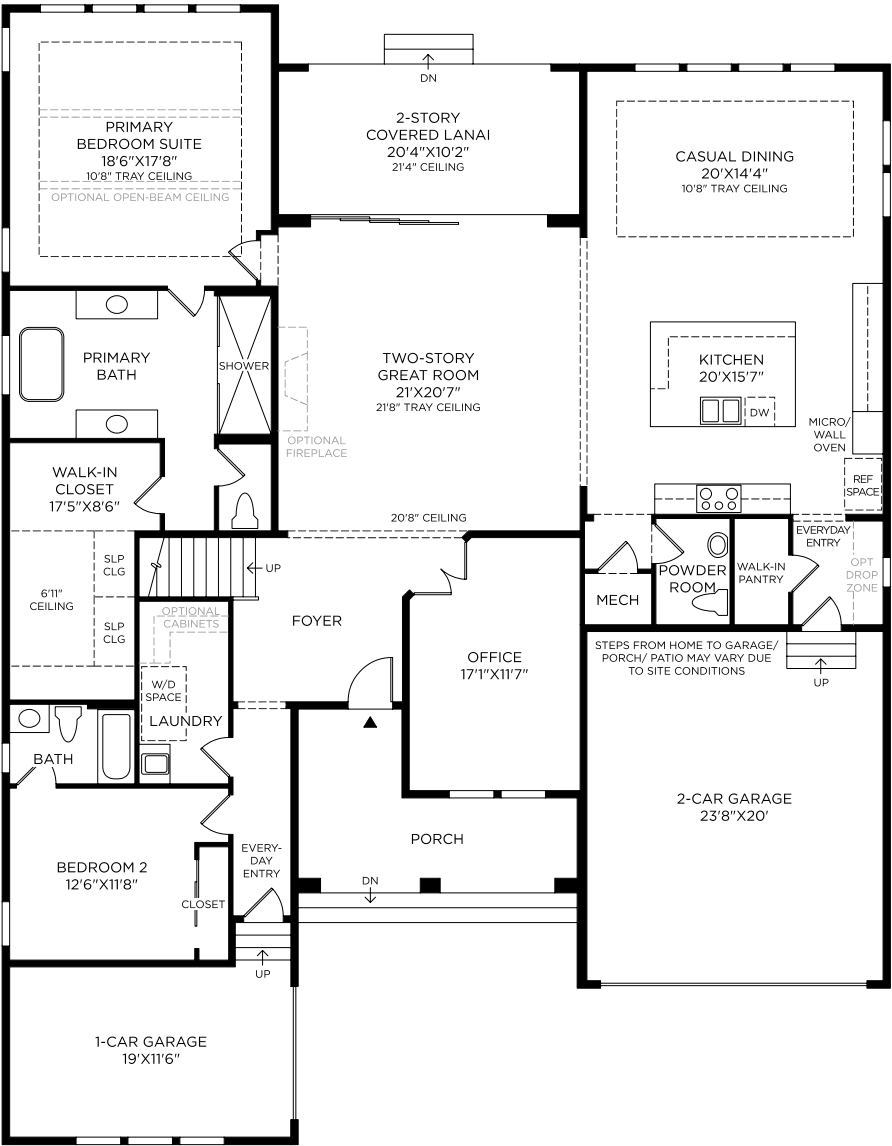 DN
2-STORY
COVERED LANAI
20'4"X10'2"
21'4" CEILING
PRIMARY
BEDROOM SUITE
18'6"X17'8"
10'8" TRAY CEILING
OPTIONAL OPEN-BEAM CEILING
CASUAL DINING
20'X14'4"
10'8" TRAY CEILING
PRIMARY
BATH
SHOWER
TWO-STORY
GREAT ROOM
21'X20'7"
21'8" TRAY CEILING
OPTIONAL
FIREPLACE
KITCHEN
20'X15'7"
DW
MICRO/
WALL
OVEN
REF
SPACE
WALK-IN
CLOSET
17'5"X8'6"
20'8" CEILING
SLP
CLG
6'11"
CEILING
SLP
CLG
UP
OPTIONAL
CABINETS
FOYER
MECH
POWDER
ROOM
WALK-IN
PANTRY
EVERYDAY
ENTRY
OPT
DROP
ZONE
OFFICE
17'1"X11'7"
STEPS FROM HOME TO GARAGE/
PORCH/ PATIO MAY VARY DUE
TO SITE CONDITIONS
UP
W/D
SPACE
LAUNDRY
BATH
2-CAR GARAGE
23'8"X20'
PORCH
DN
BEDROOM 2
12'6"X11'8"
CLOSET
EVERY-
DAY
ENTRY
UP
1-CAR GARAGE
19'X11'6"